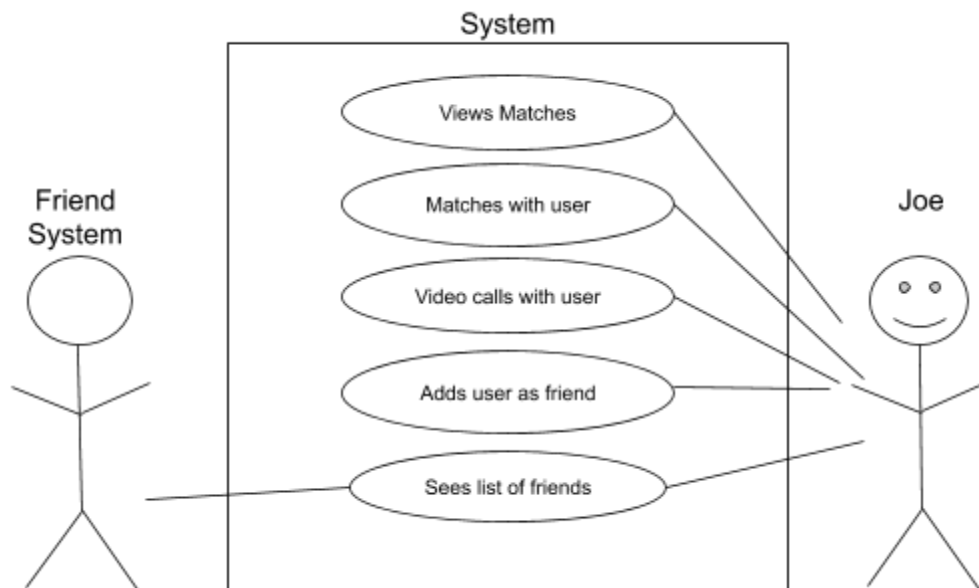 System
Views Matches
Matches with user
Video calls with user
Adds user as friend
Sees list of friends
Friend
System
Joe